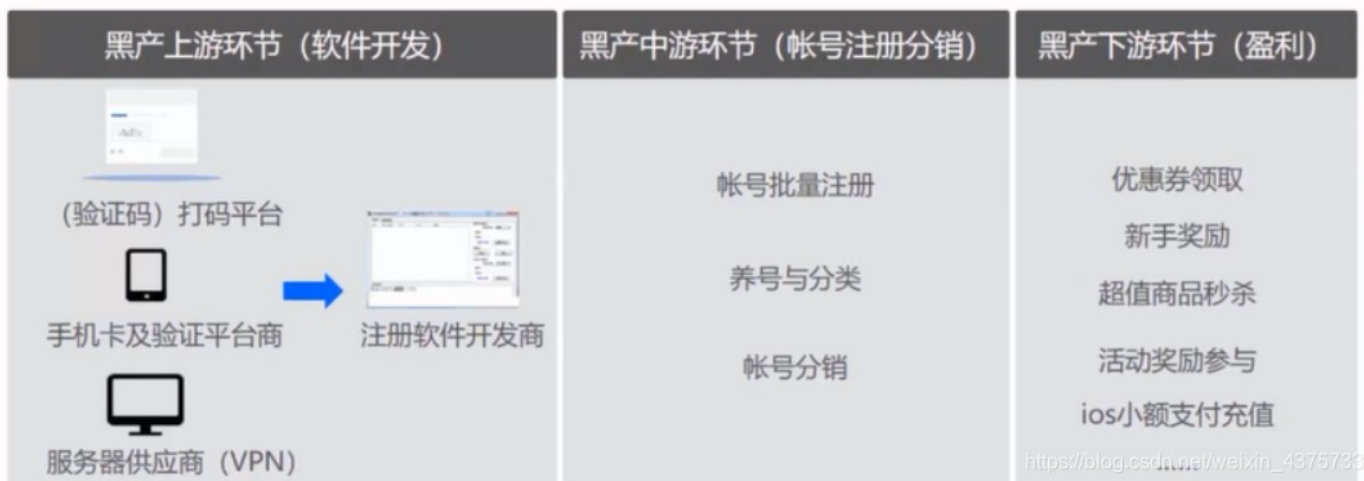 黑产上游环节（软件开发）
（验证码）打码平台
手机卡及验证平台商
注册软件开发商
服务器供应商（VPN）
黑产中游环节（帐号注册分销）
帐号批量注册
养号与分类
帐号分销
黑产下游环节（盈利）
优惠券领取
新手奖励
超值商品秒杀
活动奖励参与
ios小额支付充值
......
https://blog.csdn.net/weixin_4375733